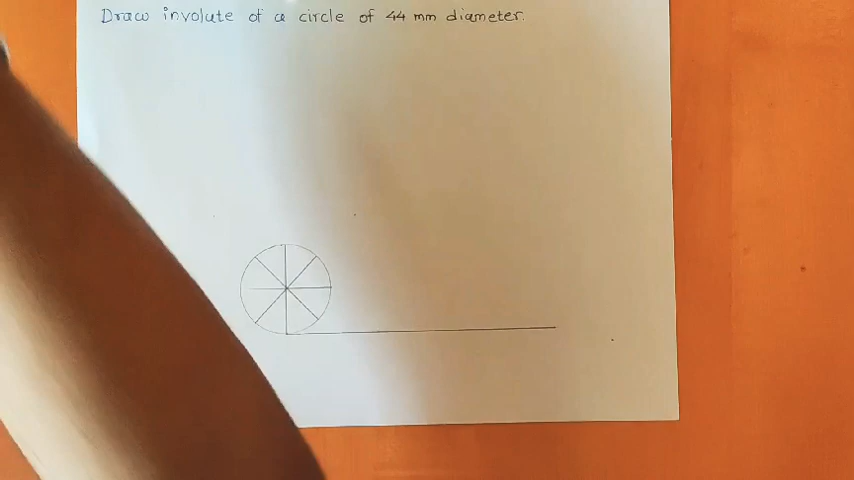 Draw involute of a circle of 44 mm diameter.